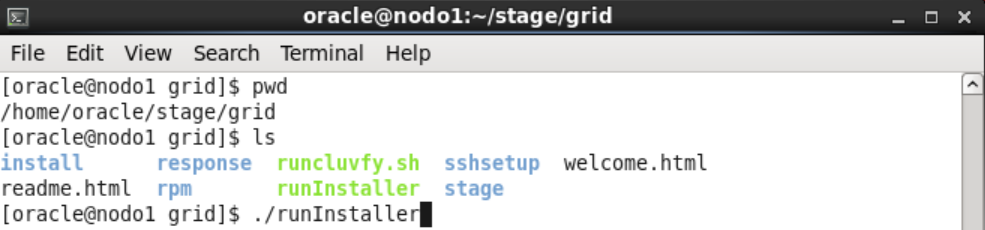 oracle@nodo1:~/stage/grid
File Edit View Search Terminal Help
[oracle@nodo1 grid]$ pwd
/home/oracle/stage/grid
[oracle@nodo1 grid]$ ls
install response runcluvfy.sh sshsetup welcome.html
readme.html rpm runInstaller stage
[oracle@nodo1 grid]$ ./runInstaller